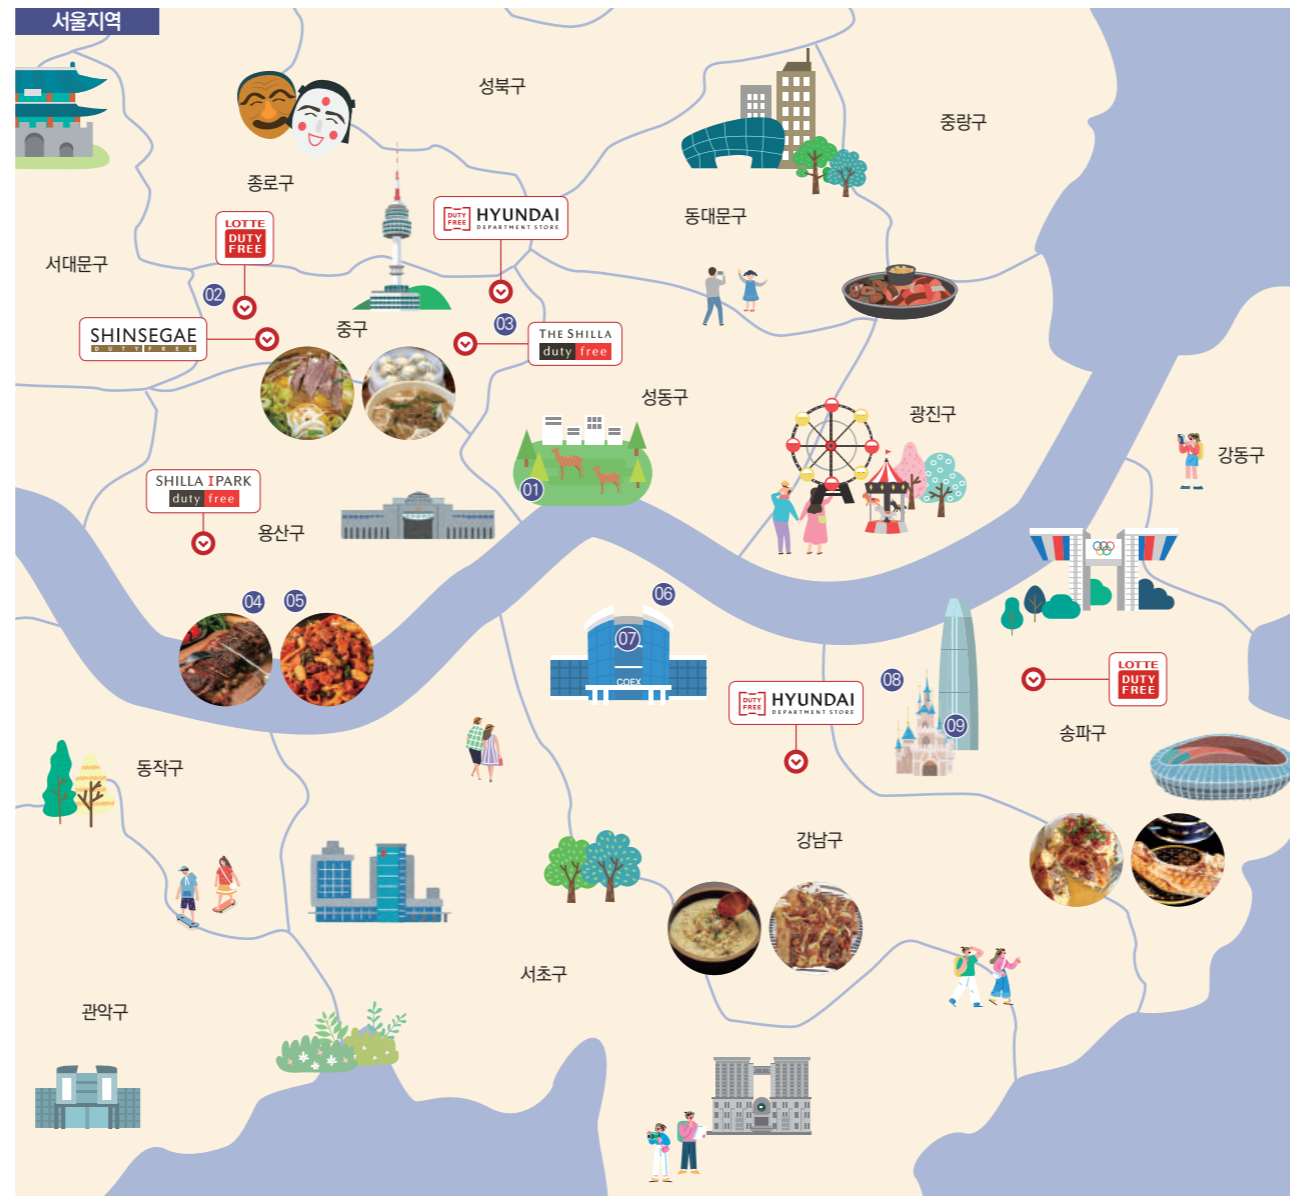 서울지역
성북구
중랑구
종로구
HYUNDAI
DEPARTMENT STORE
DUTY
FREE
LOTTE
DUTY
FREE
동대문구
서대문구
02
SHINSEGAE
DUTY FREE
중구
03
THE SHILLA
duty free
성동구
광진구
강동구
SHILLA IPARK
duty free
01
용산구
04
05
06
07
COEX
08
09
DUTY
FREE
HYUNDAI
DEPARTMENT STORE
LOTTE
DUTY
FREE
송파구
동작구
강남구
서초구
관악구